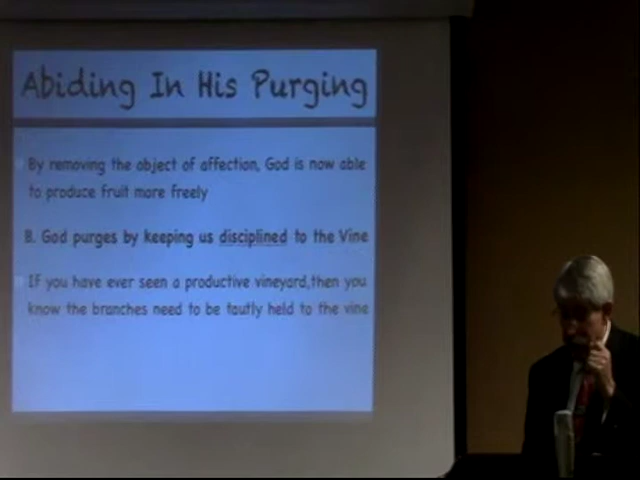 Abiding In His Purging
By removing the object of affection, God is now able
to produce fruit more freely
B. God purges by keeping us disciplined to the Vine
If you have ever seen a productive vineyard,then you
know the branches need to be tautly held to the vine